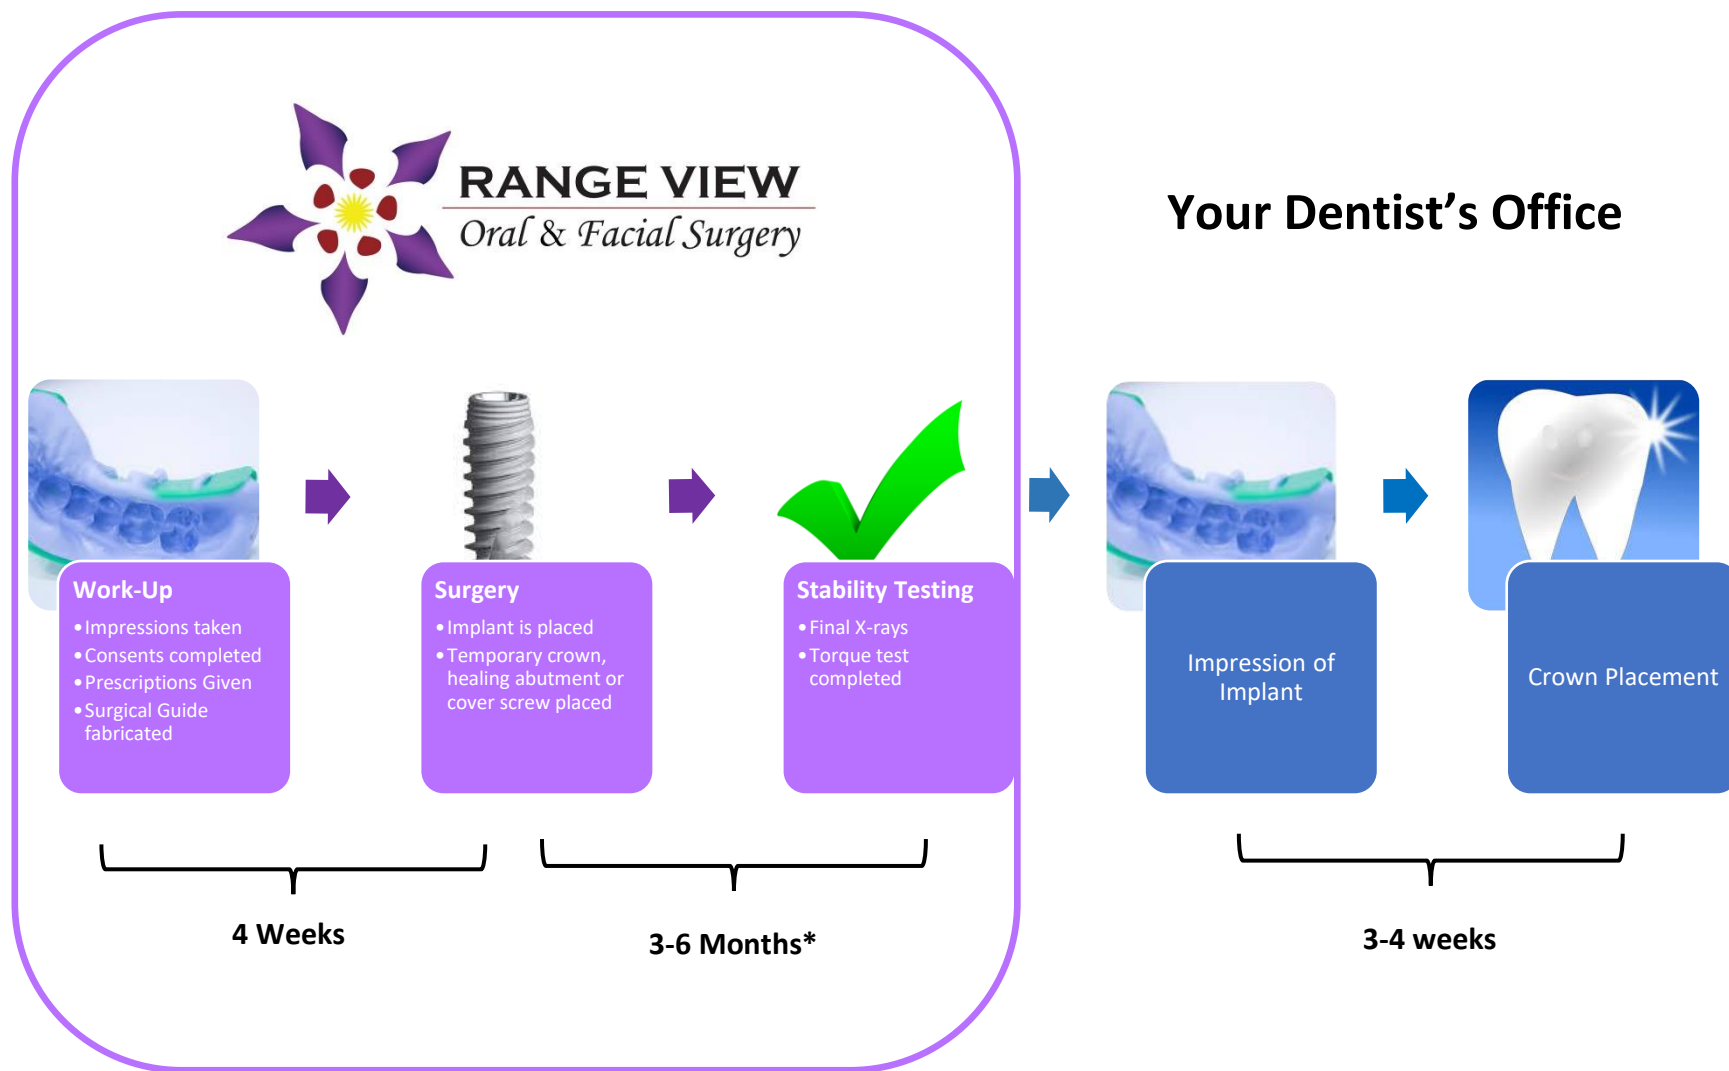 RANGE VIEW
Oral & Facial Surgery
Your Dentist’s Office
Work-Up
•Impressions taken
•Consents completed
•Prescriptions Given
•Surgical Guide
fabricated
Surgery
•Implant is placed
•Temporary crown,
healing abutment or
cover screw placed
Stability Testing
•Final X-rays
•Torque test
completed
Impression of
Implant
Crown Placement
4 Weeks
3-6 Months*
3-4 weeks